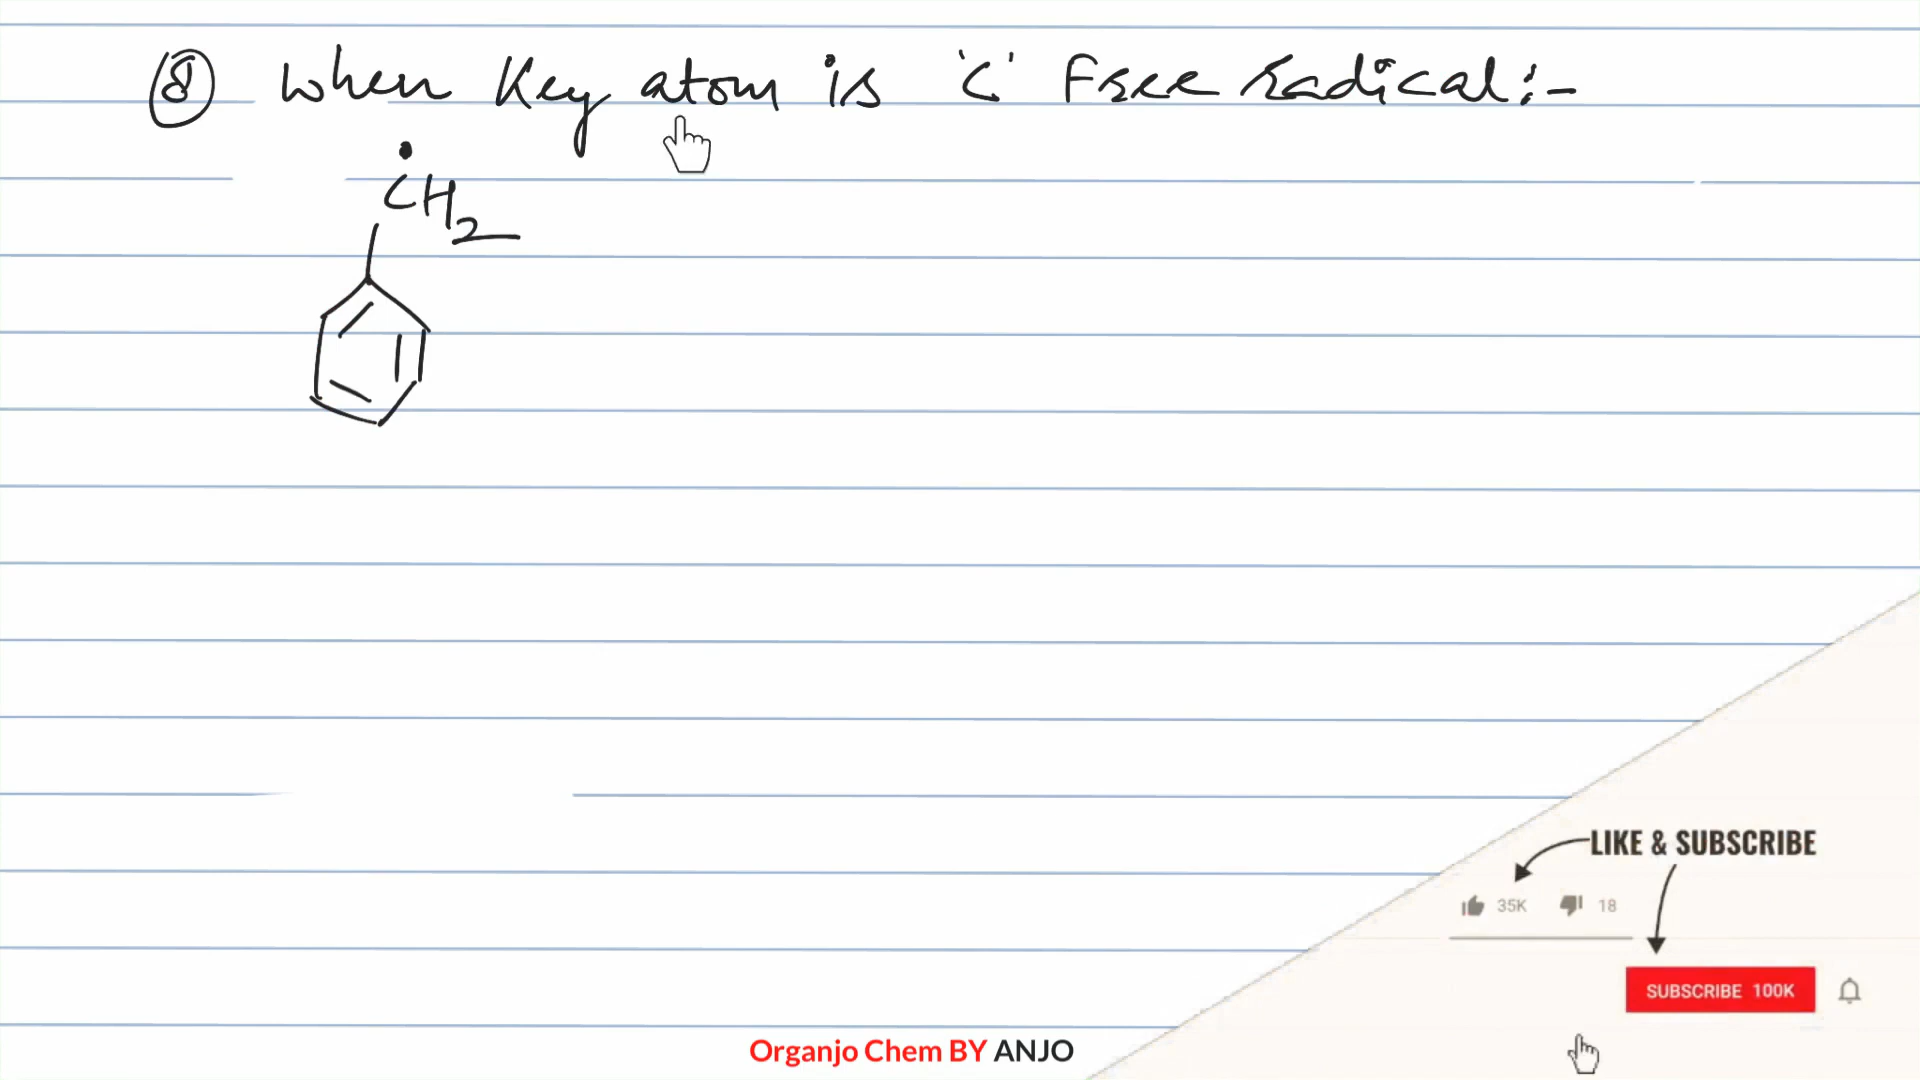 ⑧ When Key atom is 'C' Free radical:-
ĊH2
LIKE & SUBSCRIBE
35K 18
SUBSCRIBE 100K
Organjo Chem BY ANJO